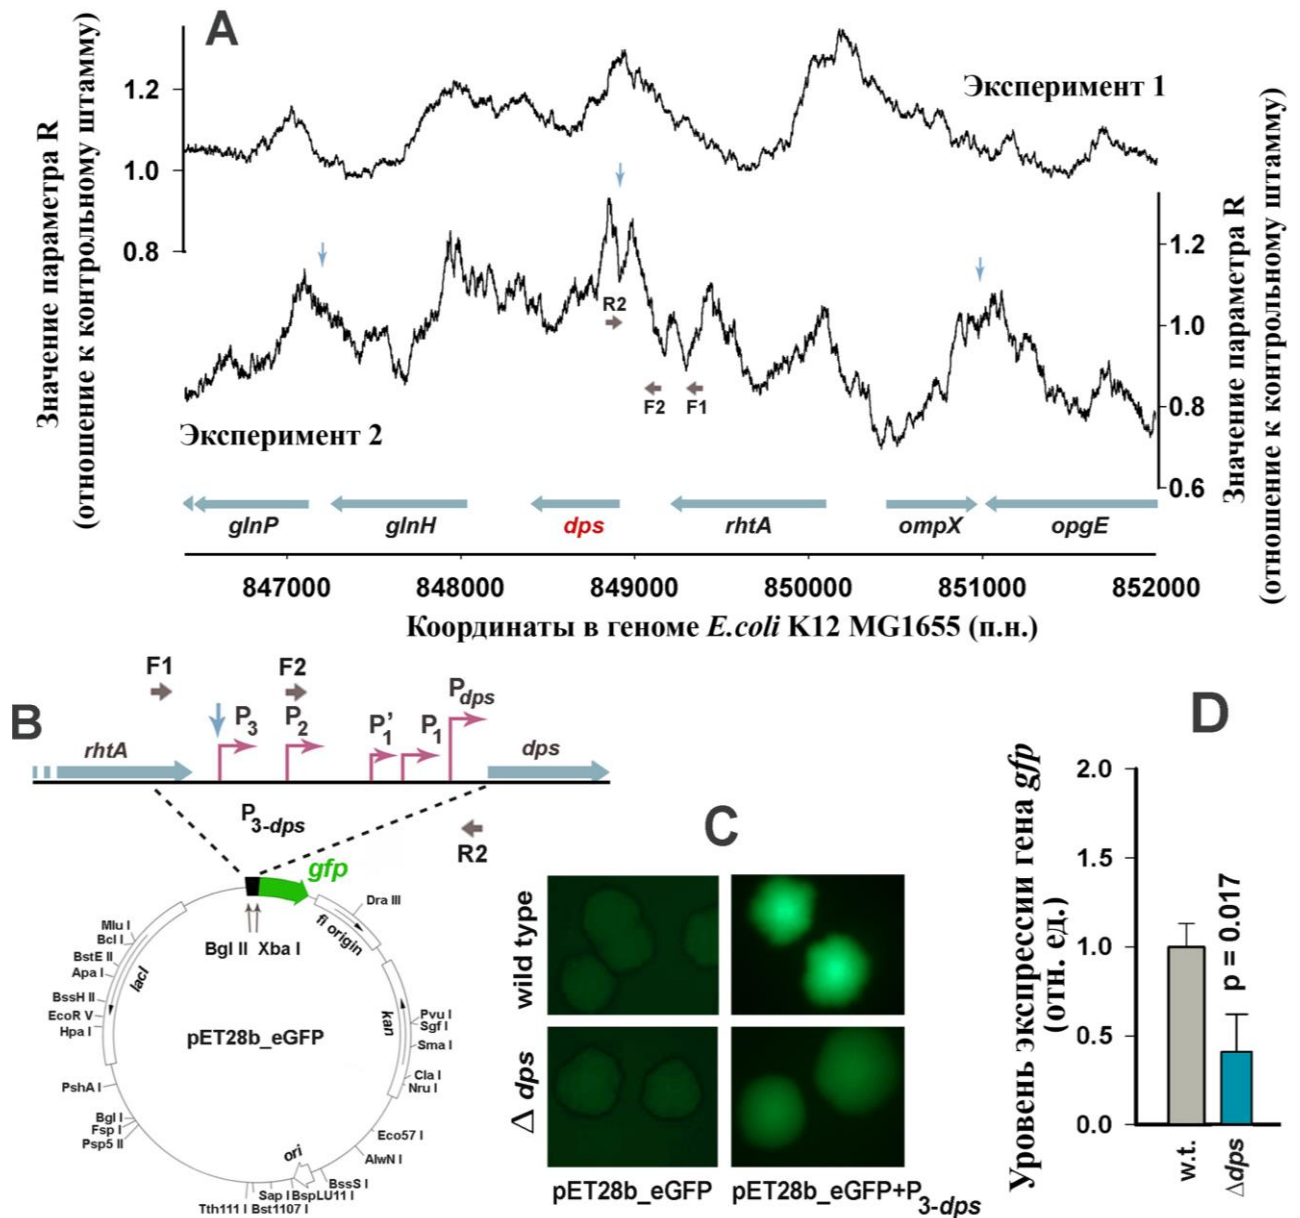 A
Эксперимент 1
Значение параметра R
(отношение к контрольному штамму)
1.2
1.0
0.8
Значение параметра R
(отношение к контрольному штамму)
1.2
1.0
0.8
0.6
R2
F2
F1
Эксперимент 2
glnP
glnH
dps
rhtA
ompX
opgE
847000
848000
849000
850000
851000
852000
Координаты в геноме E.coli K12 MG1655 (п.н.)
B
F1
F2
P3
P2
P'1
P1
Pdps
rhtA
dps
P3-dps
R2
gfp
Bgl II
Xba I
Dra III
fi origin
Mlu I
Bcl I
BstE II
Apa I
BssH II
EcoR V
Hpa I
lacI
PshA I
Bgl I
Fsp I
Psp5 II
pET28b_eGFP
kan
Pvu I
Sgf I
Sma I
Cla I
Nru I
Eco57 I
AlwN I
BssS I
BspLU11 I
Sap I
Bst1107 I
Tth111 I
ori
C
wild type
Δ dps
pET28b_eGFP
pET28b_eGFP+P3-dps
D
Уровень экспрессии гена gfp
(отн. ед.)
2.0
1.5
1.0
0.5
0.0
p = 0.017
w.t.
Δdps